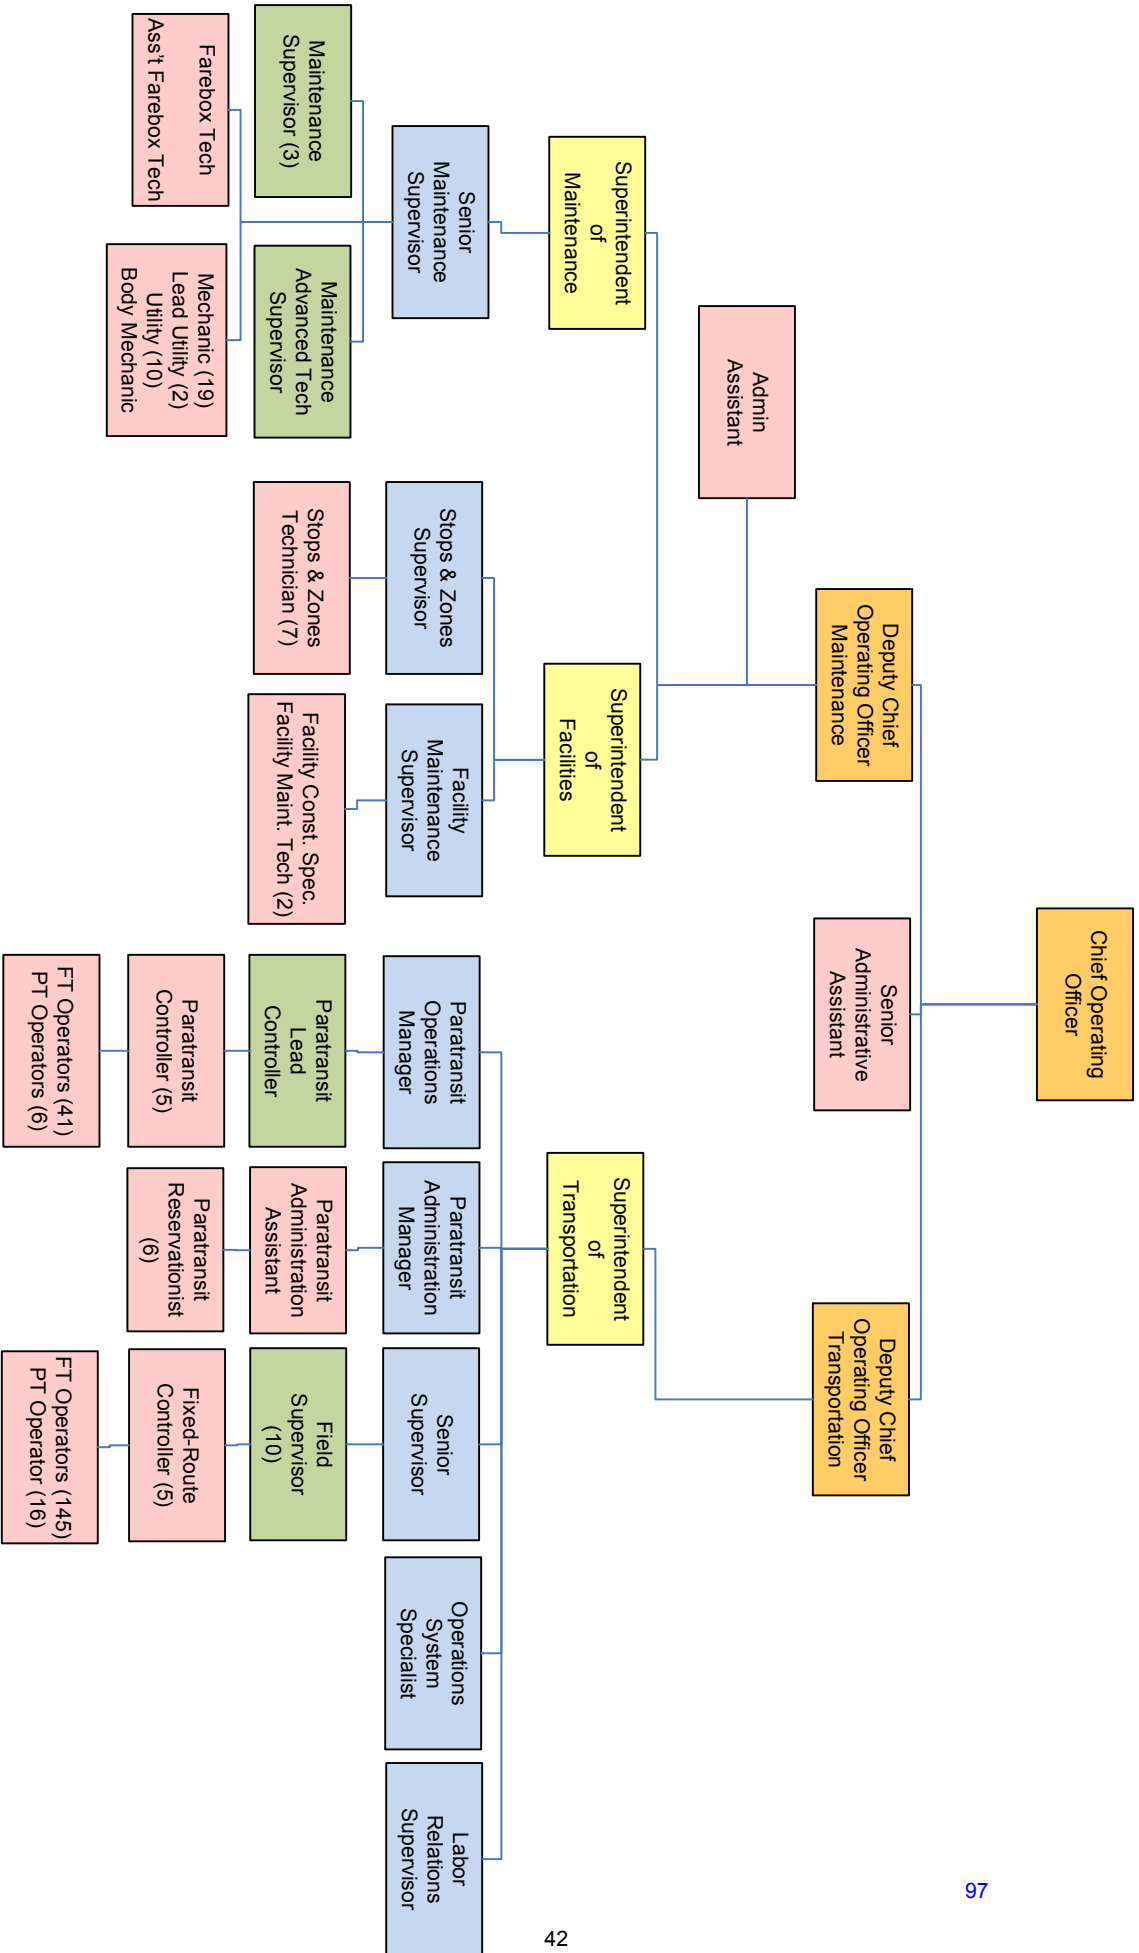 Chief Operating
Officer
Deputy Chief
Operating Officer
Maintenance
Senior
Administrative
Assistant
Deputy Chief
Operating Officer
Transportation
Admin
Assistant
Superintendent
of
Maintenance
Superintendent
of
Facilities
Superintendent
of
Transportation
Senior
Maintenance
Supervisor
Stops & Zones
Supervisor
Facility
Maintenance
Supervisor
Paratransit
Operations
Manager
Paratransit
Administration
Manager
Senior
Supervisor
Operations
System
Specialist
Labor
Relations
Supervisor
Maintenance
Supervisor (3)
Maintenance
Advanced Tech
Supervisor
Stops & Zones
Technician (7)
Facility Const. Spec.
Facility Maint. Tech (2)
Paratransit
Lead
Controller
Paratransit
Administration
Assistant
Field
Supervisor
(10)
Farebox Tech
Ass't Farebox Tech
Mechanic (19)
Lead Utility (2)
Utility (10)
Body Mechanic
Paratransit
Controller (5)
Paratransit
Reservationist
(6)
Fixed-Route
Controller (5)
FT Operators (41)
PT Operators (6)
FT Operators (145)
PT Operator (16)
97
42